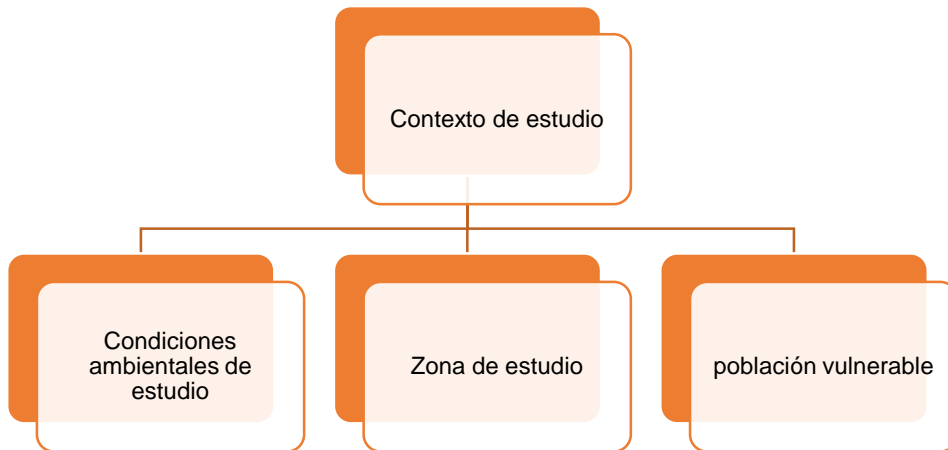 Contexto de estudio
Condiciones
ambientales de
estudio
Zona de estudio
población vulnerable